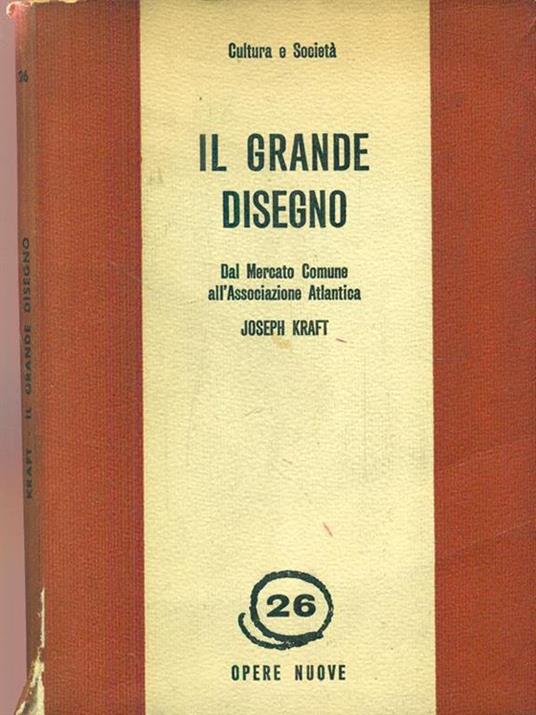 26
KRAFT - IL GRANDE DISEGNO
Cultura e Società
IL GRANDE
DISEGNO
Dal Mercato Comune
all'Associazione Atlantica
JOSEPH KRAFT
26
OPERE NUOVE